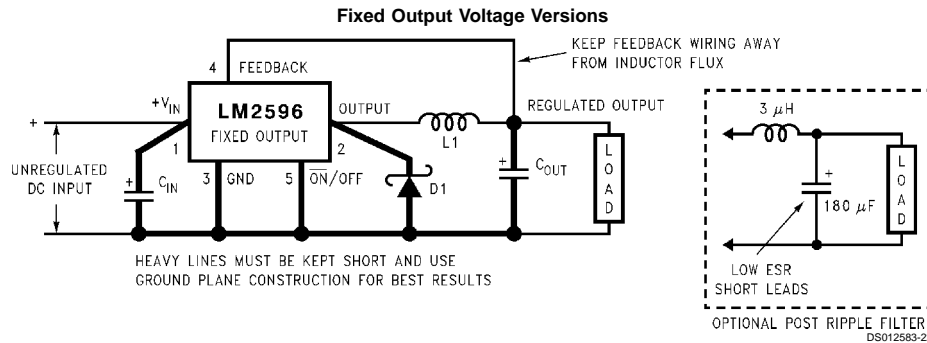 Fixed Output Voltage Versions
KEEP FEEDBACK WIRING AWAY
FROM INDUCTOR FLUX
4 FEEDBACK
+VIN
LM2596
FIXED OUTPUT
OUTPUT
REGULATED OUTPUT
+
1
2
L1
UNREGULATED
DC INPUT
+
CIN
3 GND
5 ON/OFF
D1
+
COUT
LOAD
HEAVY LINES MUST BE KEPT SHORT AND USE
GROUND PLANE CONSTRUCTION FOR BEST RESULTS
3 μH
+
180 μF
LOAD
LOW ESR
SHORT LEADS
OPTIONAL POST RIPPLE FILTER
DS012583-2